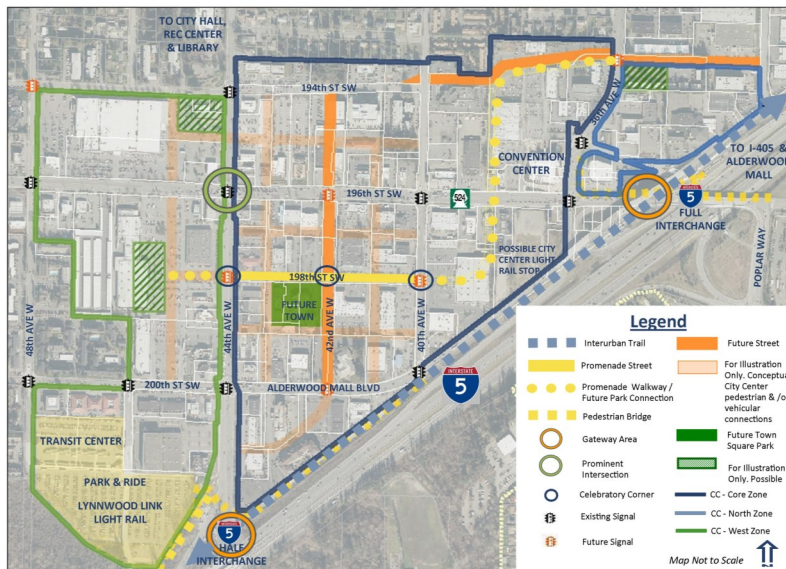 TO CITY HALL,
REC CENTER
& LIBRARY
194th ST SW
36th AVE W
CONVENTION
CENTER
TO I-405 &
ALDERWOOD
MALL
196th ST SW
524
5
FULL
INTERCHANGE
POSSIBLE CITY
CENTER LIGHT
RAIL STOP
POPLAR WAY
198th ST SW
FUTURE
TOWN
48th AVE W
44th AVE W
42nd AVE W
40Th AVE W
200th ST SW
ALDERWOOD MALL BLVD
INTERSTATE
5
TRANSIT CENTER
PARK & RIDE
LYNNWOOD LINK
LIGHT RAIL
5
HALF
INTERCHANGE
Legend
Interurban Trail
Promenade Street
Promenade Walkway /
Future Park Connection
Pedestrian Bridge
Gateway Area
Prominent
Intersection
Celebratory Corner
Existing Signal
Future Signal
Future Street
For Illustration
Only. Conceptua
City Center
pedestrian & /o
vehicular
connections
Future Town
Square Park
For Illustration
Only. Possible
CC - Core Zone
CC - North Zone
CC - West Zone
Map Not to Scale